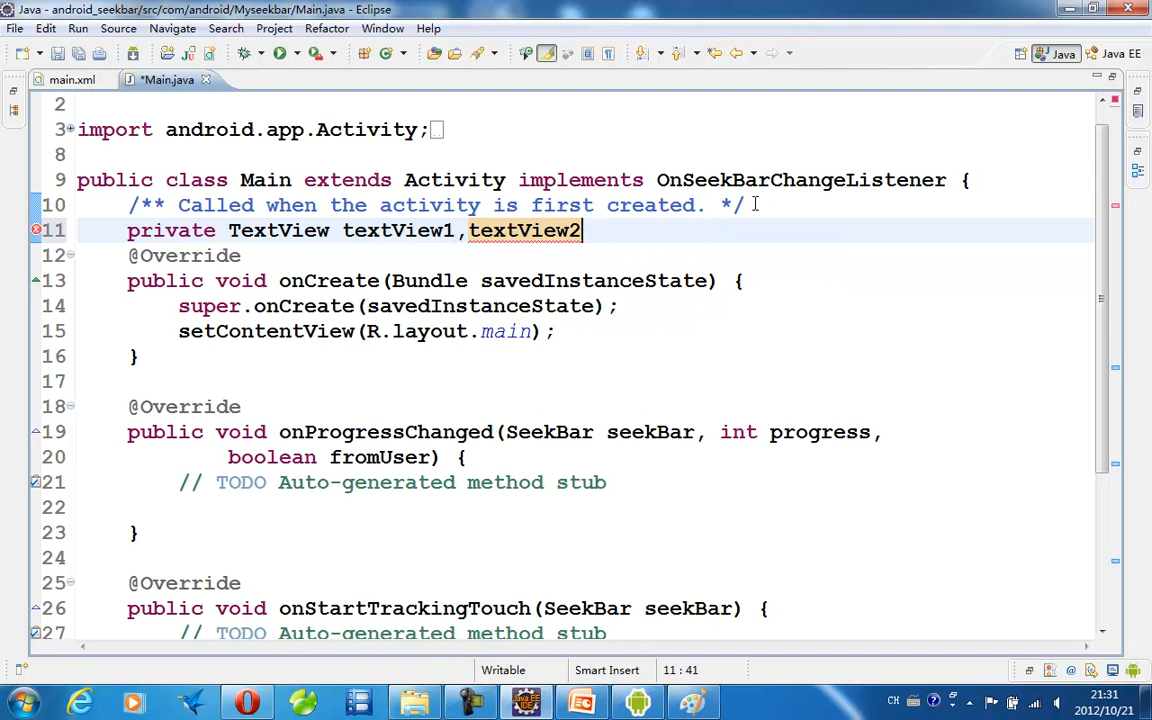 Java - android_seekbar/src/com/android/Myseekbar/Main.java - Eclipse
File Edit Run Source Navigate Search Project Refactor Window Help
Java Java EE
main.xml *Main.java
2
3 import android.app.Activity;
8
9 public class Main extends Activity implements OnSeekBarChangeListener {
10 /** Called when the activity is first created. */
11 private TextView textView1,textView2
12 @Override
13 public void onCreate(Bundle savedInstanceState) {
14 super.onCreate(savedInstanceState);
15 setContentView(R.layout.main);
16 }
17
18 @Override
19 public void onProgressChanged(SeekBar seekBar, int progress,
20 boolean fromUser) {
21 // TODO Auto-generated method stub
22
23 }
24
25 @Override
26 public void onStartTrackingTouch(SeekBar seekBar) {
27 // TODO Auto-generated method stub
Writable Smart Insert 11 : 41
CH 21:31
2012/10/21